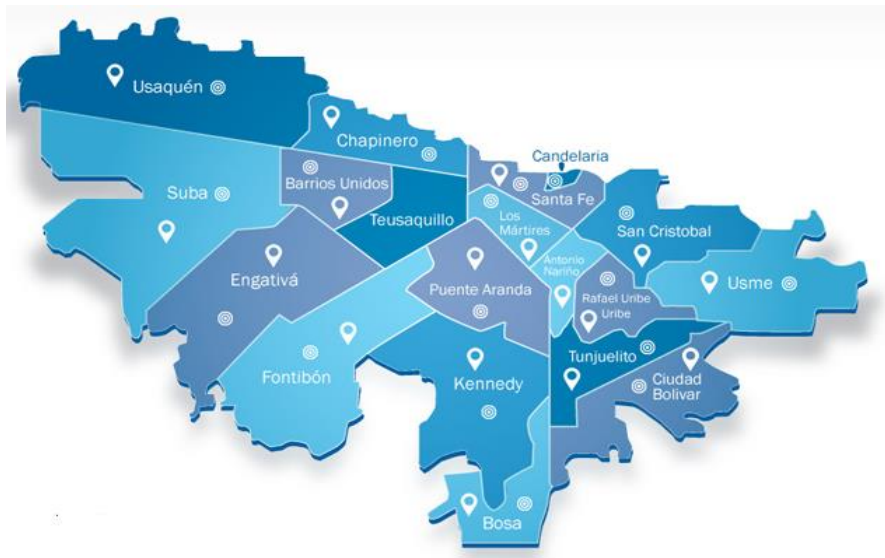 Usaquén
Chapinero
Candelaria
Barrios Unidos
Santa Fe
Suba
Teusaquillo
Los
Mártires
San Cristobal
Engativá
Antonio
Nariño
Puente Aranda
Rafael Uribe
Uribe
Usme
Fontibón
Kennedy
Tunjuelito
Ciudad
Bolivar
Bosa